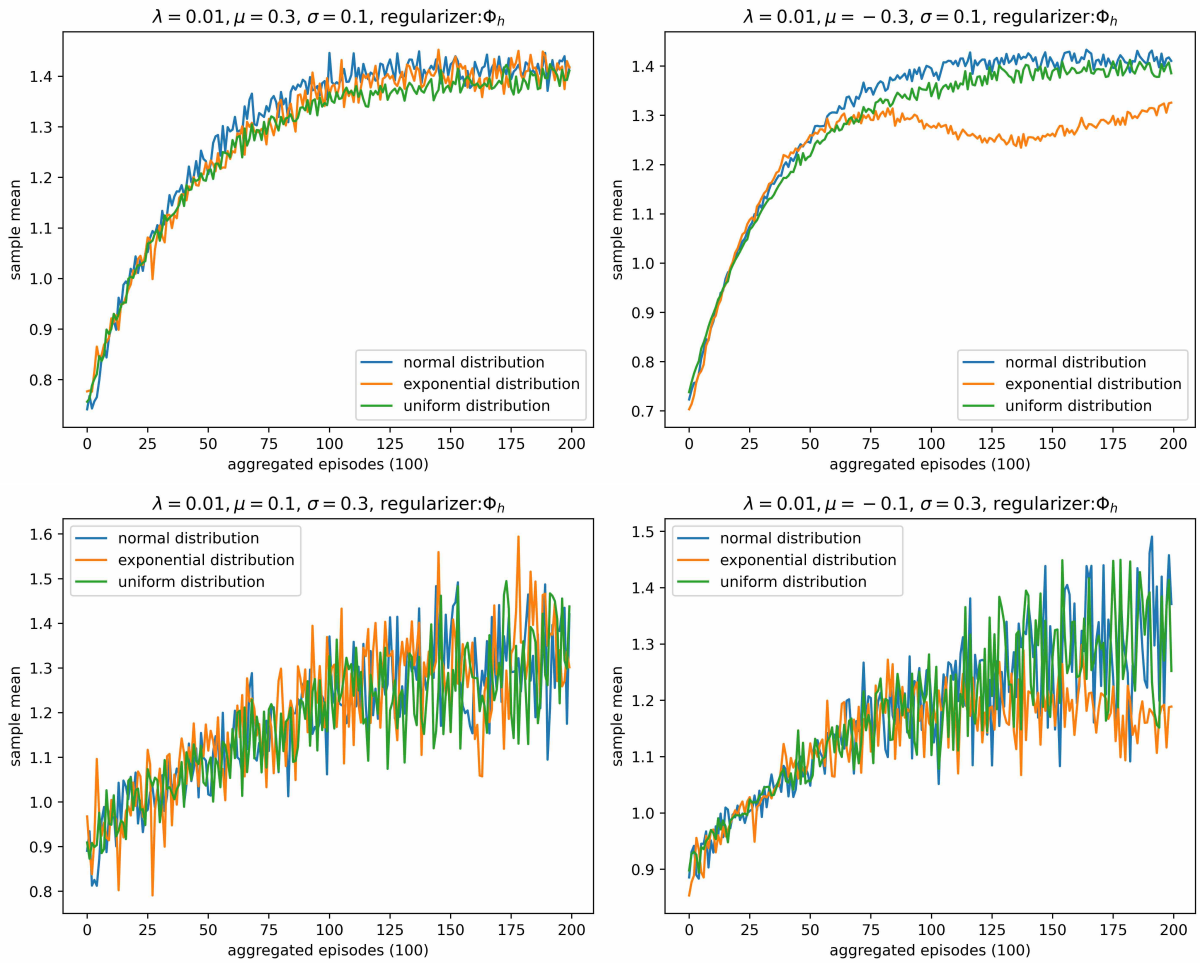 λ = 0.01, μ = 0.3, σ = 0.1, regularizer:Φ_h
sample mean
1.4
1.3
1.2
1.1
1.0
0.9
0.8
normal distribution
exponential distribution
uniform distribution
0 25 50 75 100 125 150 175 200
aggregated episodes (100)
λ = 0.01, μ = −0.3, σ = 0.1, regularizer:Φ_h
sample mean
1.4
1.3
1.2
1.1
1.0
0.9
0.8
0.7
normal distribution
exponential distribution
uniform distribution
0 25 50 75 100 125 150 175 200
aggregated episodes (100)
λ = 0.01, μ = 0.1, σ = 0.3, regularizer:Φ_h
sample mean
1.6
1.5
1.4
1.3
1.2
1.1
1.0
0.9
0.8
normal distribution
exponential distribution
uniform distribution
0 25 50 75 100 125 150 175 200
aggregated episodes (100)
λ = 0.01, μ = −0.1, σ = 0.3, regularizer:Φ_h
sample mean
1.5
1.4
1.3
1.2
1.1
1.0
0.9
normal distribution
exponential distribution
uniform distribution
0 25 50 75 100 125 150 175 200
aggregated episodes (100)